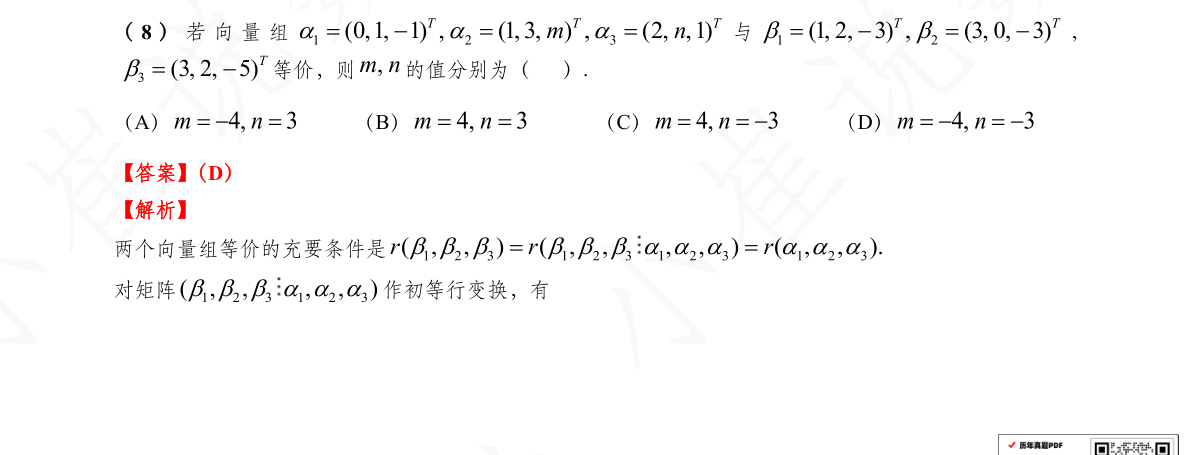 （8）若向量组 α₁ = (0, 1, −1)ᵀ, α₂ = (1, 3, m)ᵀ, α₃ = (2, n, 1)ᵀ 与 β₁ = (1, 2, −3)ᵀ, β₂ = (3, 0, −3)ᵀ，
β₃ = (3, 2, −5)ᵀ 等价，则 m, n 的值分别为（ ）.
（A）m = −4, n = 3 （B）m = 4, n = 3 （C）m = 4, n = −3 （D）m = −4, n = −3
【答案】（D）
【解析】
两个向量组等价的充要条件是 r(β₁, β₂, β₃) = r(β₁, β₂, β₃ ⋮ α₁, α₂, α₃) = r(α₁, α₂, α₃).
对矩阵 (β₁, β₂, β₃ ⋮ α₁, α₂, α₃) 作初等行变换，有
小崔说
小崔
历年真题PDF